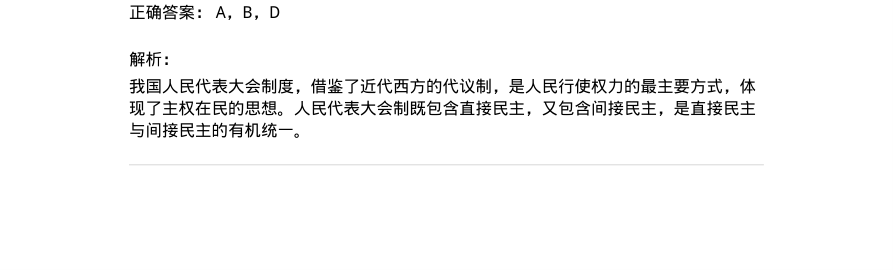 正确答案： A，B，D
解析：
我国人民代表大会制度，借鉴了近代西方的代议制，是人民行使权力的最主要方式，体
现了主权在民的思想。人民代表大会制既包含直接民主，又包含间接民主，是直接民主
与间接民主的有机统一。